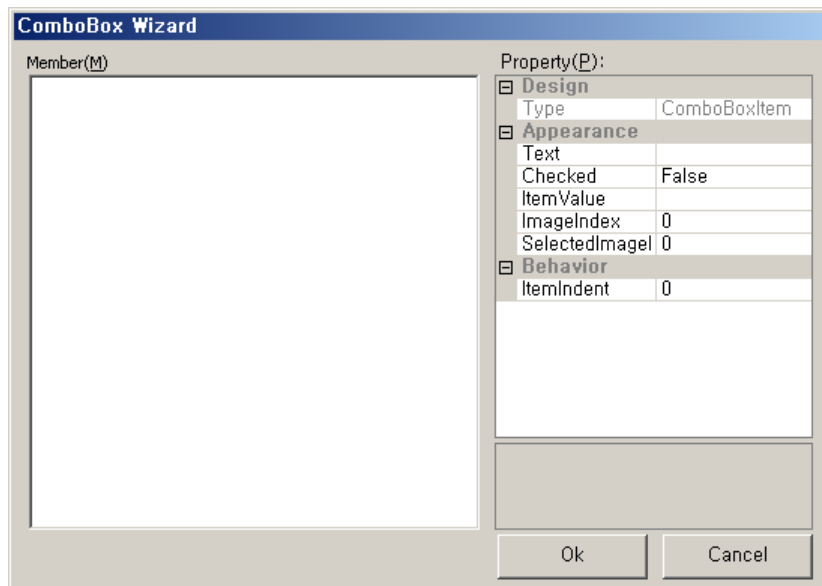 ComboBox Wizard
Member(M)
Property(P):
Design
Type ComboBoxItem
Appearance
Text
Checked False
ItemValue
ImageIndex 0
SelectedImageI 0
Behavior
ItemIndent 0
Ok Cancel